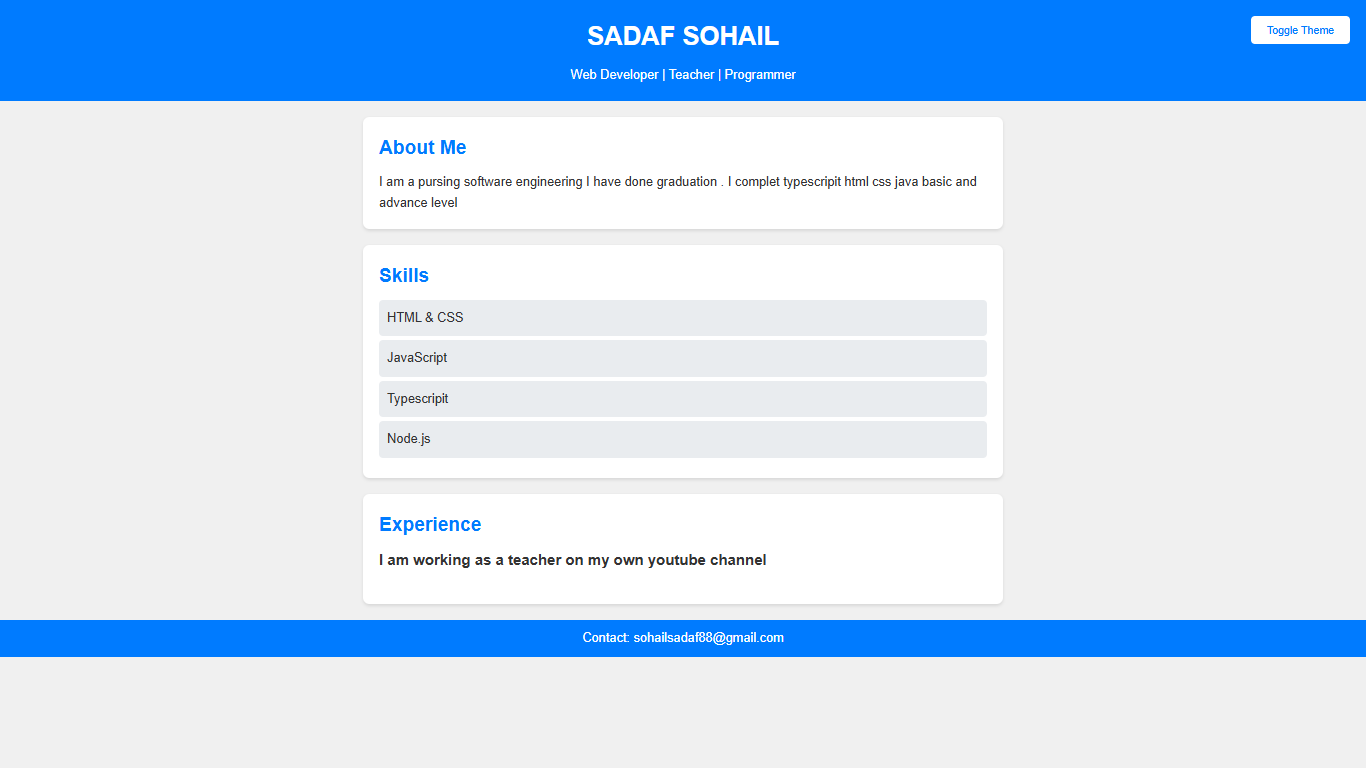 SADAF SOHAIL
Toggle Theme
Web Developer | Teacher | Programmer
About Me
I am a pursing software engineering I have done graduation . I complet typescripit html css java basic and
advance level
Skills
HTML & CSS
JavaScript
Typescripit
Node.js
Experience
I am working as a teacher on my own youtube channel
Contact: sohailsadaf88@gmail.com